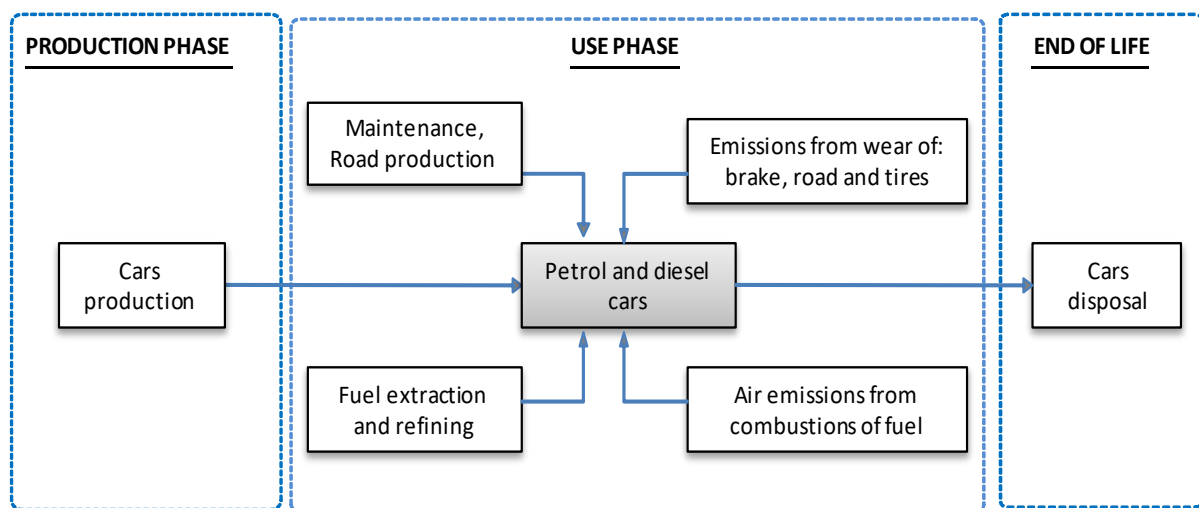 PRODUCTION PHASE
USE PHASE
END OF LIFE
Maintenance,
Road production
Emissions from wear of:
brake, road and tires
Cars
production
Petrol and diesel
cars
Cars
disposal
Fuel extraction
and refining
Air emissions from
combustions of fuel